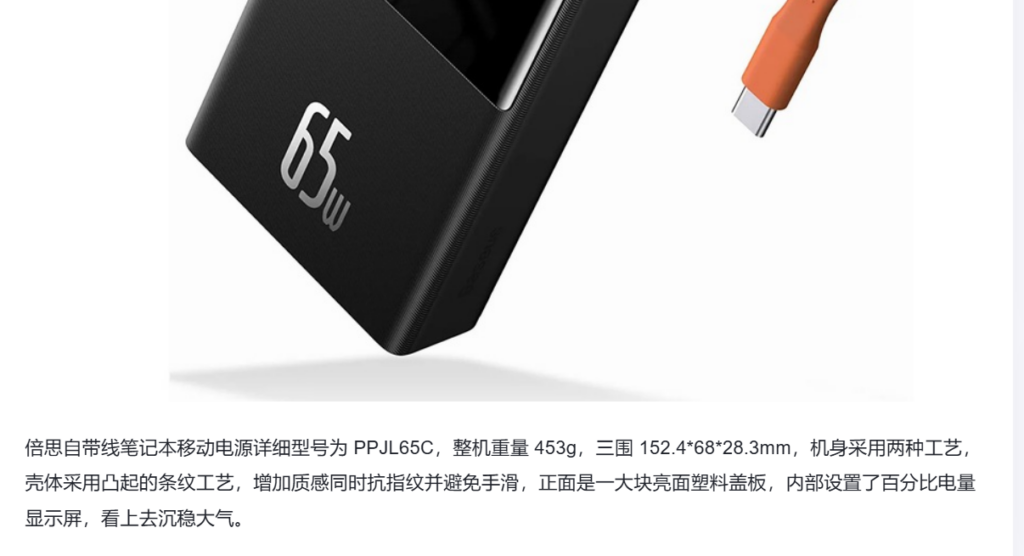 65W
倍思自带线笔记本移动电源详细型号为 PPJL65C，整机重量 453g，三围 152.4*68*28.3mm，机身采用两种工艺，
壳体采用凸起的条纹工艺，增加质感同时抗指纹并避免手滑，正面是一大块亮面塑料盖板，内部设置了百分比电量
显示屏，看上去沉稳大气。